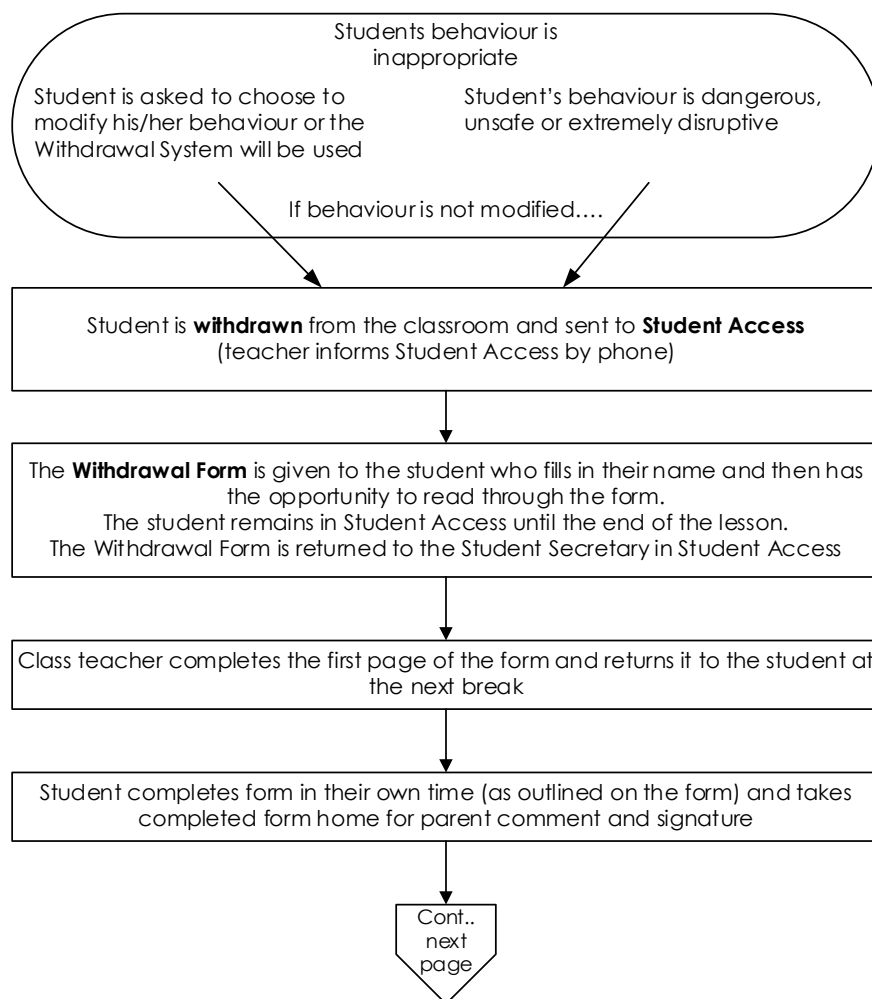 Students behaviour is
inappropriate
Student is asked to choose to
modify his/her behaviour or the
Withdrawal System will be used
Student's behaviour is dangerous,
unsafe or extremely disruptive
If behaviour is not modified....
Student is withdrawn from the classroom and sent to Student Access
(teacher informs Student Access by phone)
The Withdrawal Form is given to the student who fills in their name and then has
the opportunity to read through the form.
The student remains in Student Access until the end of the lesson.
The Withdrawal Form is returned to the Student Secretary in Student Access
Class teacher completes the first page of the form and returns it to the student at
the next break
Student completes form in their own time (as outlined on the form) and takes
completed form home for parent comment and signature
Cont..
next
page